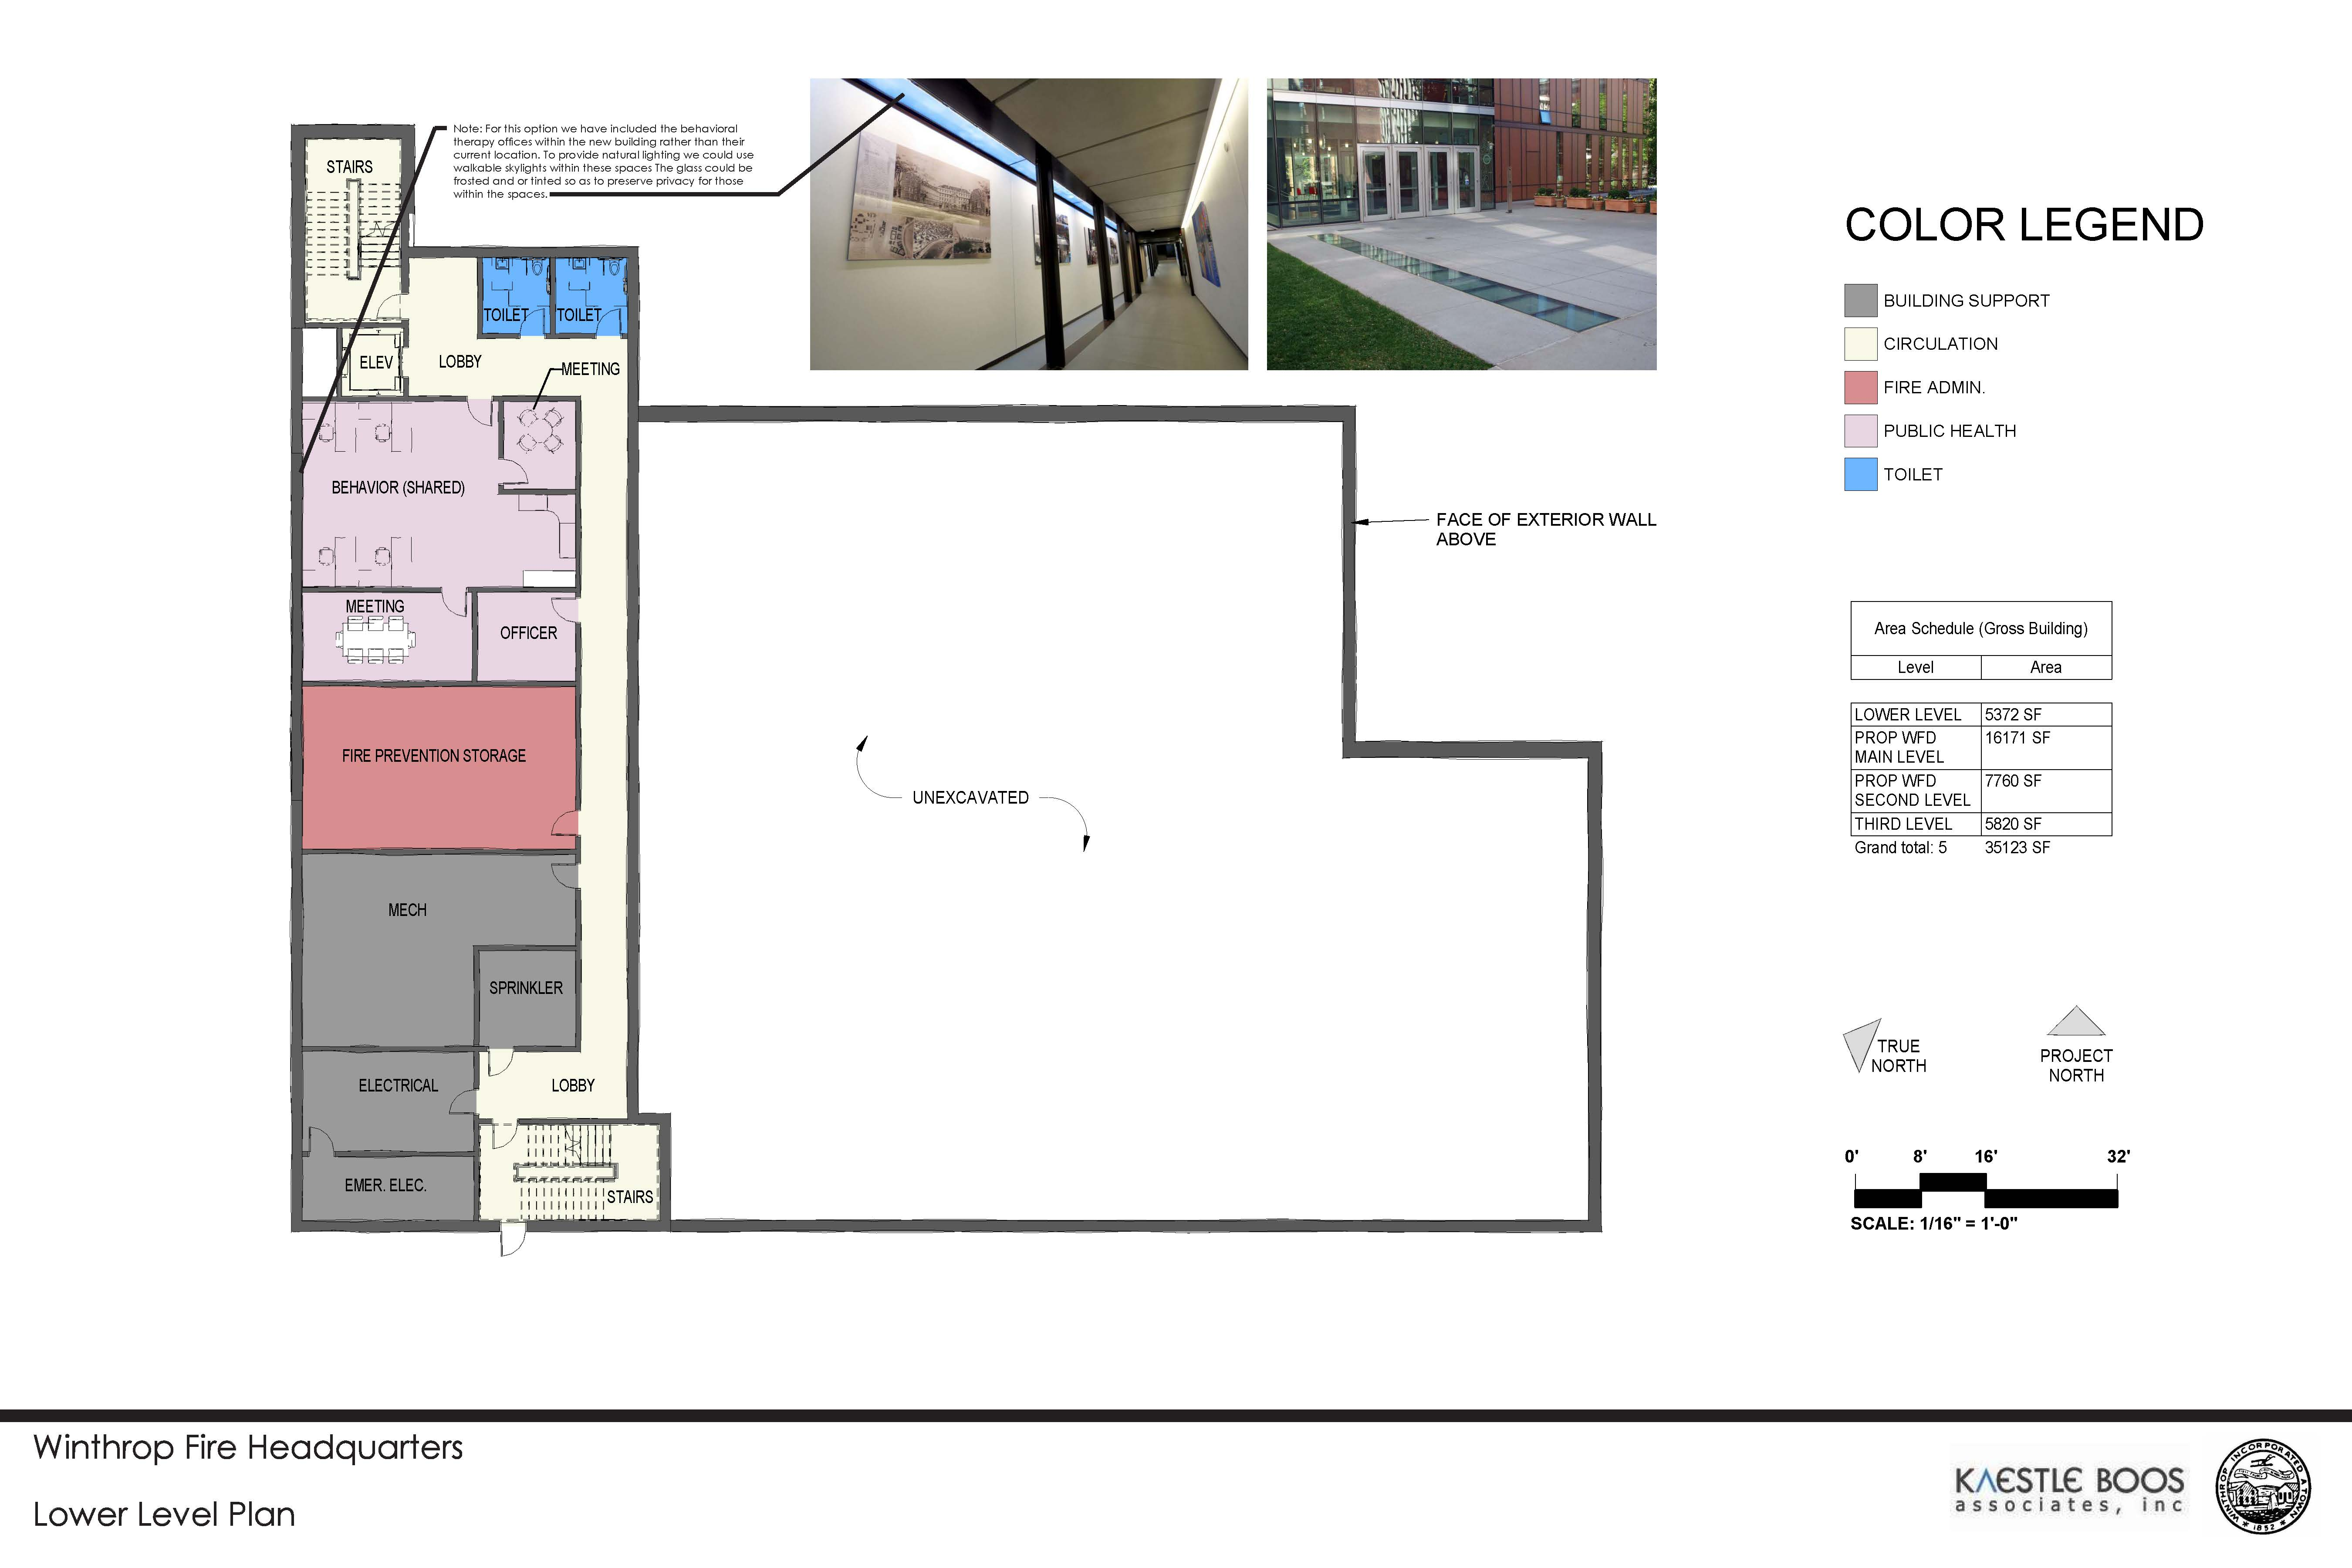 Note: For this option we have included the behavioral
therapy offices within the new building rather than their
current location. To provide natural lighting we could use
walkable skylights within these spaces The glass could be
frosted and or tinted so as to preserve privacy for those
within the spaces.
STAIRS
TOILET
TOILET
ELEV
LOBBY
MEETING
BEHAVIOR (SHARED)
MEETING
OFFICER
FIRE PREVENTION STORAGE
MECH
SPRINKLER
ELECTRICAL
LOBBY
EMER. ELEC.
STAIRS
UNEXCAVATED
FACE OF EXTERIOR WALL
ABOVE
COLOR LEGEND
BUILDING SUPPORT
CIRCULATION
FIRE ADMIN.
PUBLIC HEALTH
TOILET
Area Schedule (Gross Building)
Level Area
LOWER LEVEL 5372 SF
PROP WFD 16171 SF
MAIN LEVEL
PROP WFD 7760 SF
SECOND LEVEL
THIRD LEVEL 5820 SF
Grand total: 5 35123 SF
TRUE
NORTH
PROJECT
NORTH
0' 8' 16' 32'
SCALE: 1/16" = 1'-0"
Winthrop Fire Headquarters
Lower Level Plan
KAESTLE BOOS
associates, inc
WINTHROP INCORPORATED A TOWN
1852